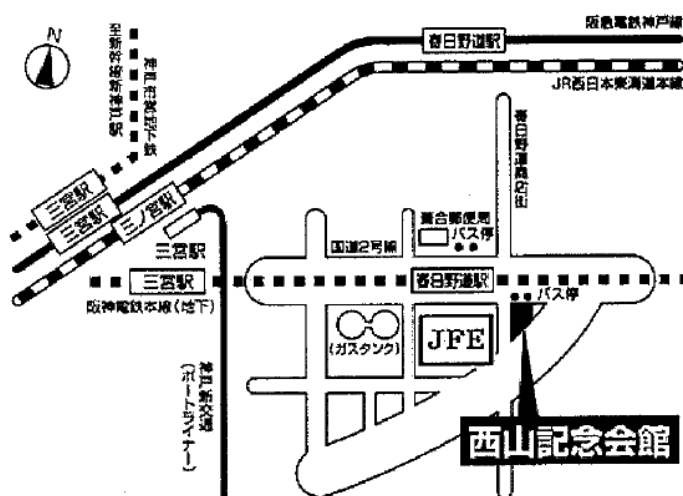 阪急電鉄神戸線
春日野道駅
JR西日本東海道本線
N
至新幹線新神戸駅
神戸市営地下鉄
春日野道商店街
三宮駅
三宮駅
三ノ宮駅
三宮駅
葺合郵便局
バス停
国道2号線
三宮駅
春日野道駅
阪神電鉄本線(地下)
バス停
(ガスタンク)
JFE
神戸新交通
(ポートライナー)
西山記念会館